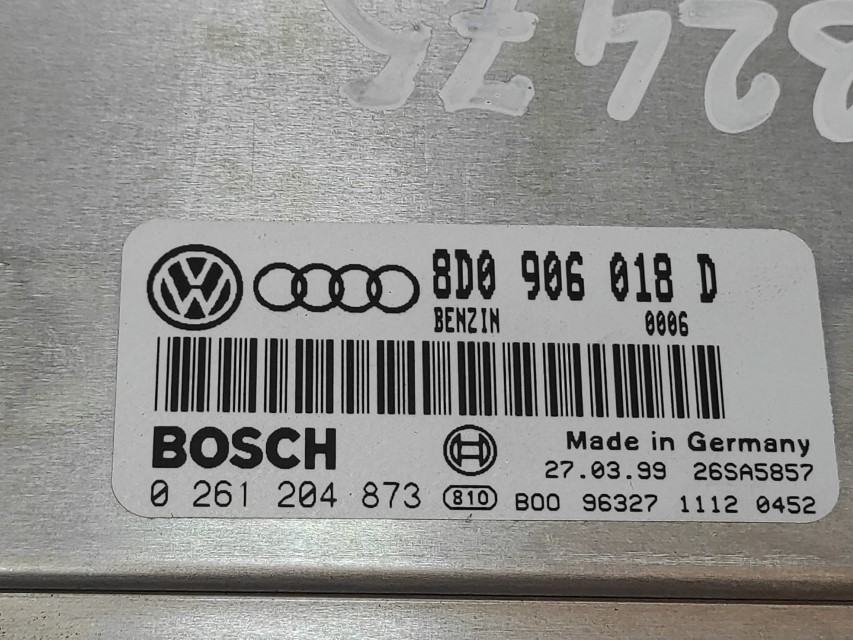 3475
8D0 906 018 D
BENZIN 0006
BOSCH
Made in Germany
27.03.99 26SA5857
0 261 204 873 810 B00 96327 1112 0452